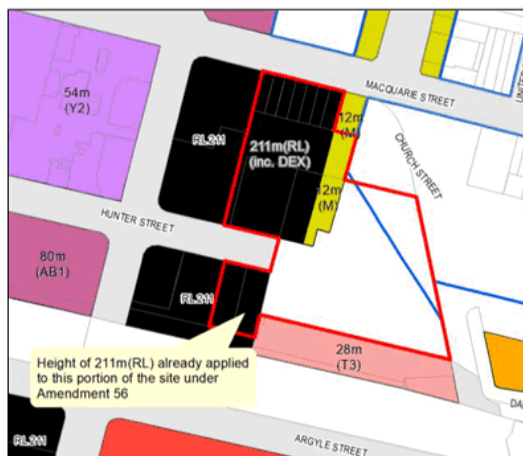 54m
(Y2)
MACQUARIE STREET
12m
(M)
RL211
211m(RL)
(inc. DEX)
CHURCH STREET
12m
(M)
HUNTER STREET
80m
(AB1)
RL211
28m
(T3)
Height of 211m(RL) already applied
to this portion of the site under
Amendment 56
DA
RL211
ARGYLE STREET